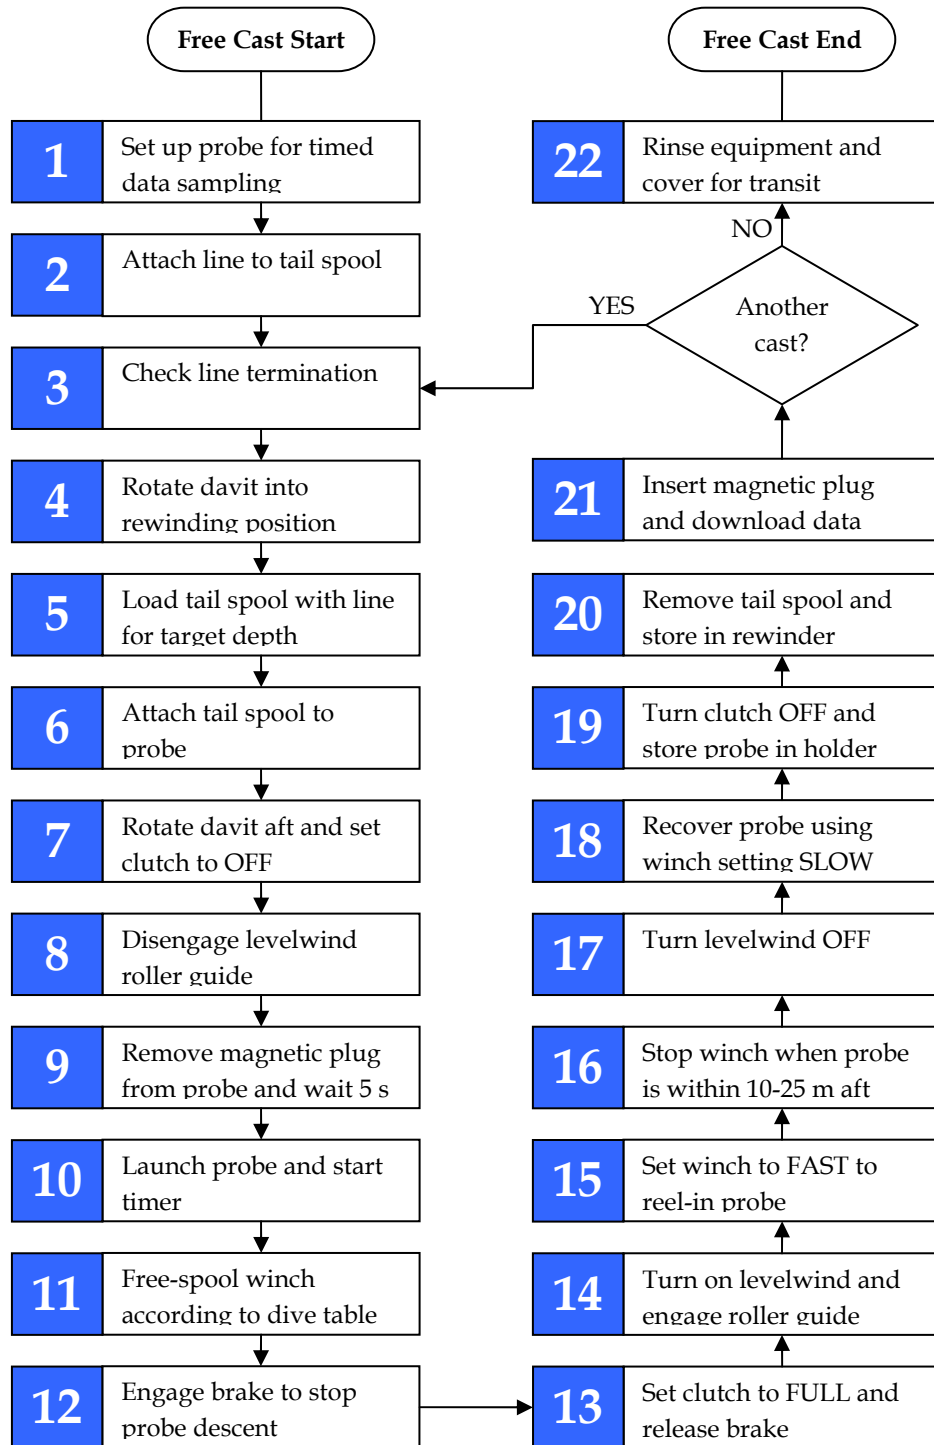 Free Cast Start
1
Set up probe for timed
data sampling
2
Attach line to tail spool
3
Check line termination
4
Rotate davit into
rewinding position
5
Load tail spool with line
for target depth
6
Attach tail spool to
probe
7
Rotate davit aft and set
clutch to OFF
8
Disengage levelwind
roller guide
9
Remove magnetic plug
from probe and wait 5 s
10
Launch probe and start
timer
11
Free-spool winch
according to dive table
12
Engage brake to stop
probe descent
13
Set clutch to FULL and
release brake
14
Turn on levelwind and
engage roller guide
15
Set winch to FAST to
reel-in probe
16
Stop winch when probe
is within 10-25 m aft
17
Turn levelwind OFF
18
Recover probe using
winch setting SLOW
19
Turn clutch OFF and
store probe in holder
20
Remove tail spool and
store in rewinder
21
Insert magnetic plug
and download data
Another
cast?
YES
NO
22
Rinse equipment and
cover for transit
Free Cast End